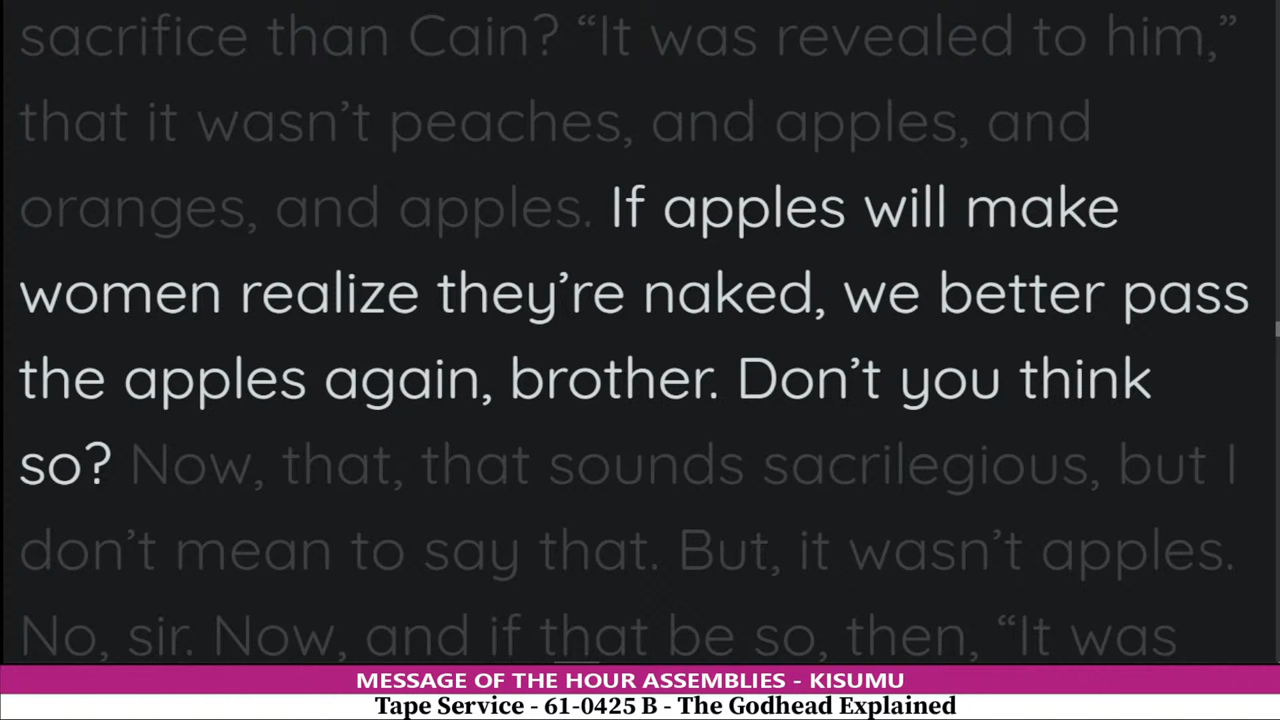 sacrifice than Cain? “It was revealed to him,”
that it wasn’t peaches, and apples, and
oranges, and apples. If apples will make
women realize they’re naked, we better pass
the apples again, brother. Don’t you think
so? Now, that, that sounds sacrilegious, but I
don’t mean to say that. But, it wasn’t apples.
No, sir. Now, and if that be so, then, “It was
MESSAGE OF THE HOUR ASSEMBLIES - KISUMU
Tape Service - 61-0425 B - The Godhead Explained